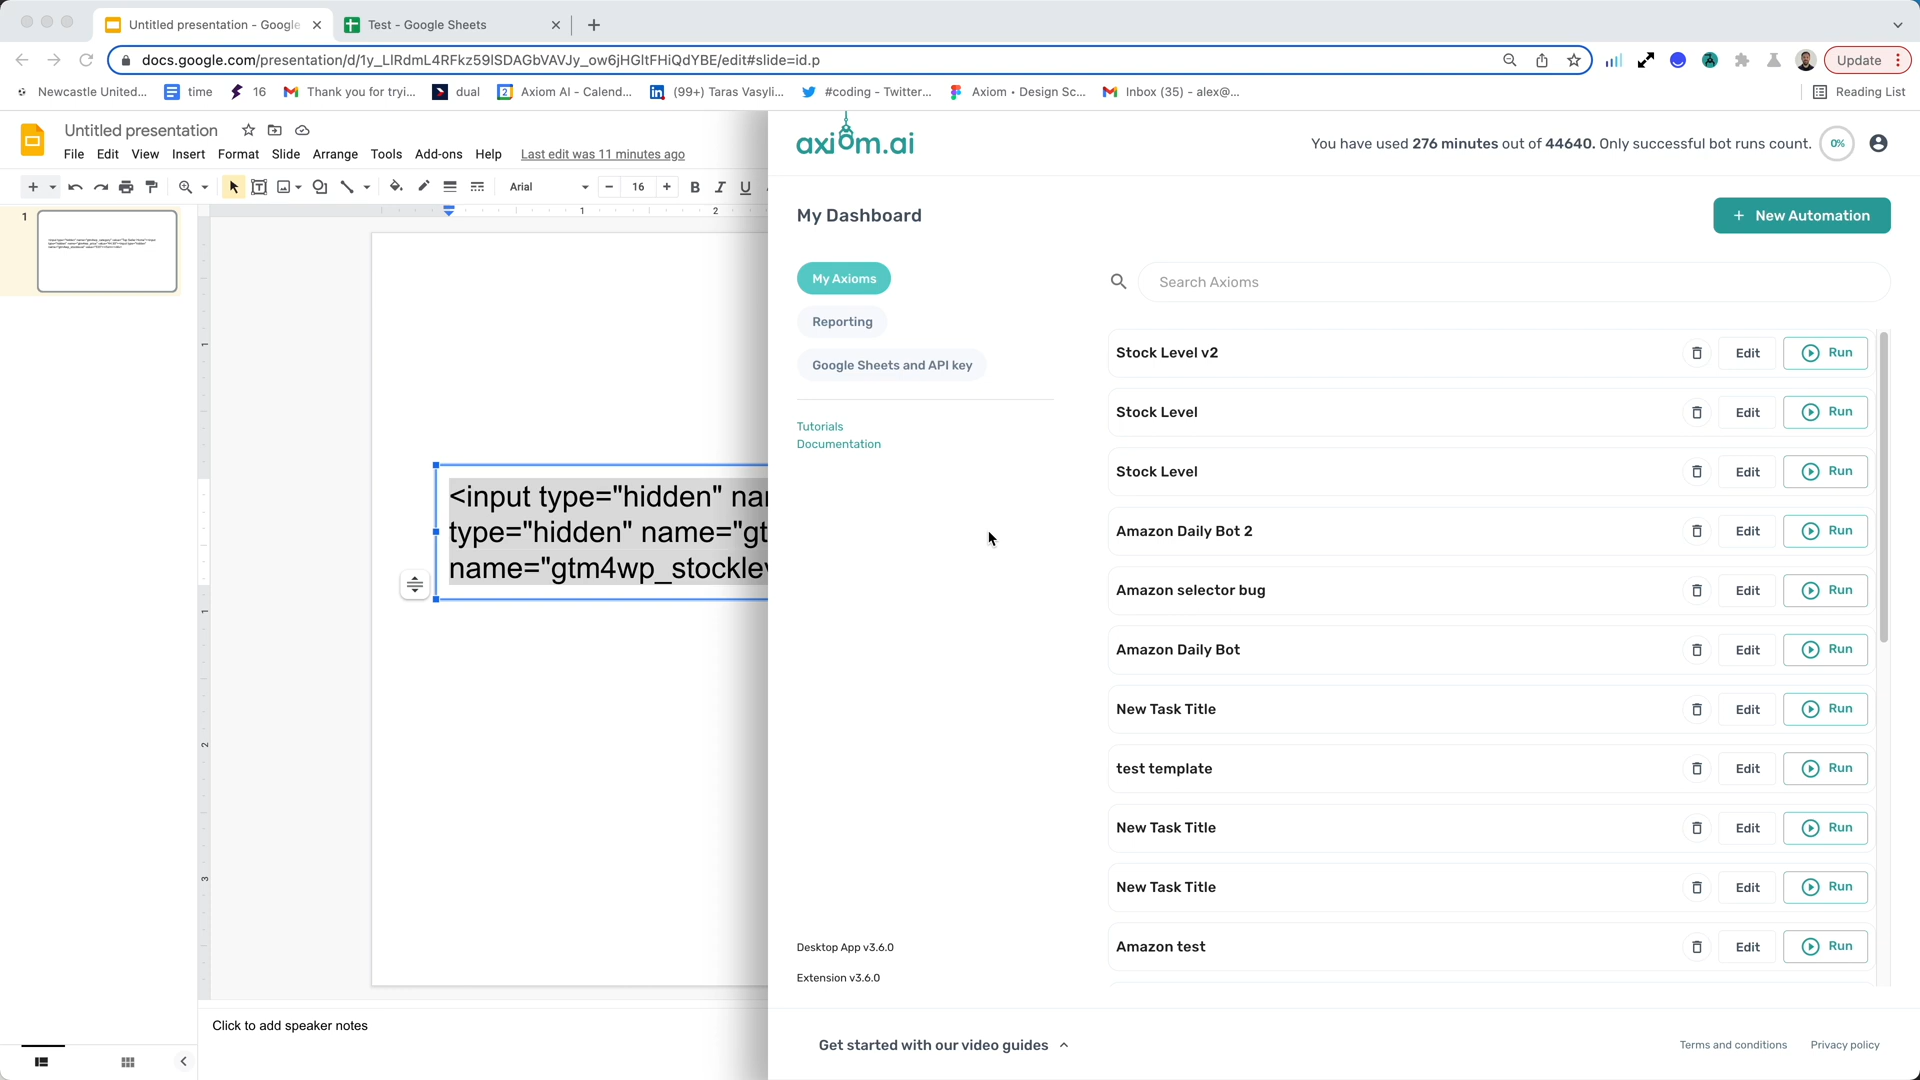 Untitled presentation - Google
Test - Google Sheets
docs.google.com/presentation/d/1y_LlRdmL4RFkz59lSDAGbVAVJy_ow6jHGltFHiQdYBE/edit#slide=id.p
Update
Newcastle United...
time
16
Thank you for tryi...
dual
Axiom AI - Calend...
(99+) Taras Vasyli...
#coding - Twitter...
Axiom • Design Sc...
Inbox (35) - alex@...
Reading List
Untitled presentation
File Edit View Insert Format Slide Arrange Tools Add-ons Help Last edit was 11 minutes ago
Arial
16
B I U
1
1 2
1
1
2
3
<input type="hidden" nar
type="hidden" name="gt
name="gtm4wp_stocklev
Click to add speaker notes
axiom.ai
You have used 276 minutes out of 44640. Only successful bot runs count.
0%
My Dashboard
+ New Automation
My Axioms
Reporting
Google Sheets and API key
Tutorials
Documentation
Search Axioms
Stock Level v2 Edit Run
Stock Level Edit Run
Stock Level Edit Run
Amazon Daily Bot 2 Edit Run
Amazon selector bug Edit Run
Amazon Daily Bot Edit Run
New Task Title Edit Run
test template Edit Run
New Task Title Edit Run
New Task Title Edit Run
Amazon test Edit Run
Desktop App v3.6.0
Extension v3.6.0
Get started with our video guides
Terms and conditions
Privacy policy